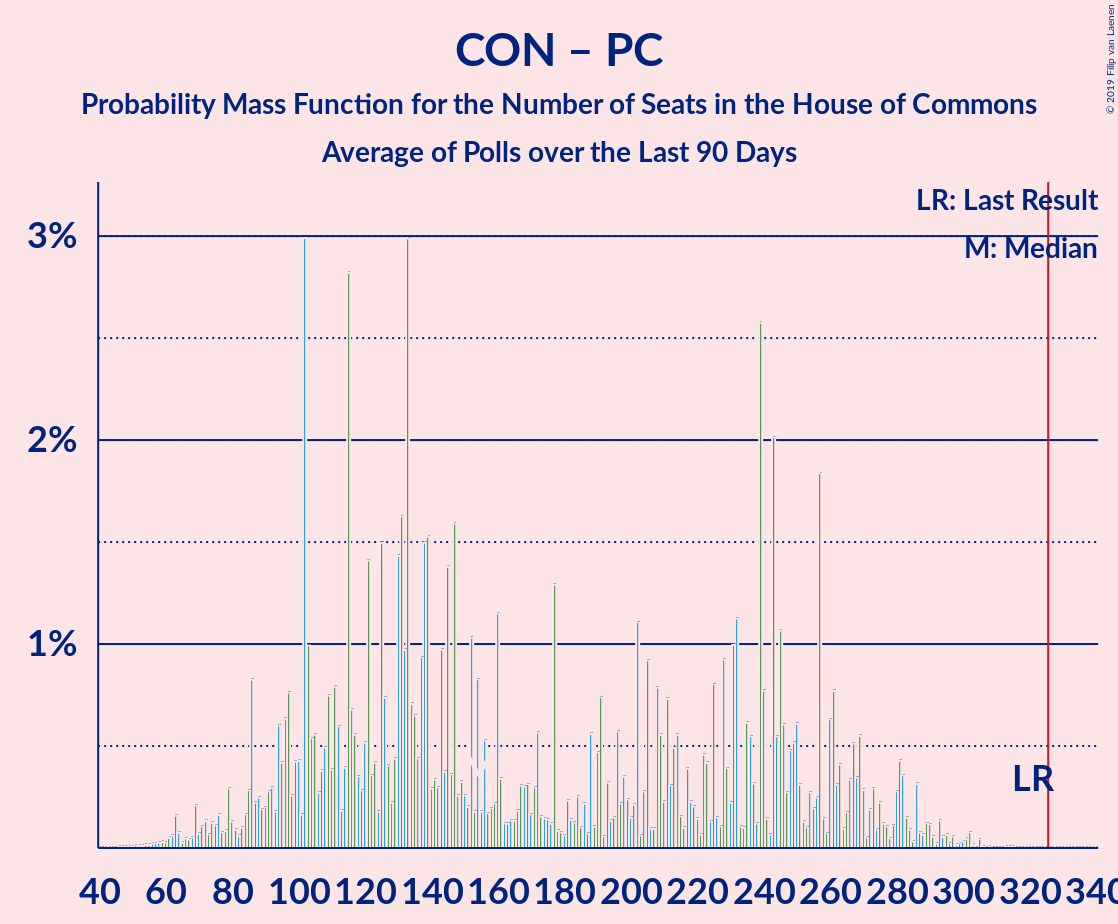 CON – PC
Probability Mass Function for the Number of Seats in the House of Commons
Average of Polls over the Last 90 Days
© 2019 Filip van Laenen
LR: Last Result
M: Median
3%
2%
1%
LR
40 60 80 100 120 140 160 180 200 220 240 260 280 300 320 340